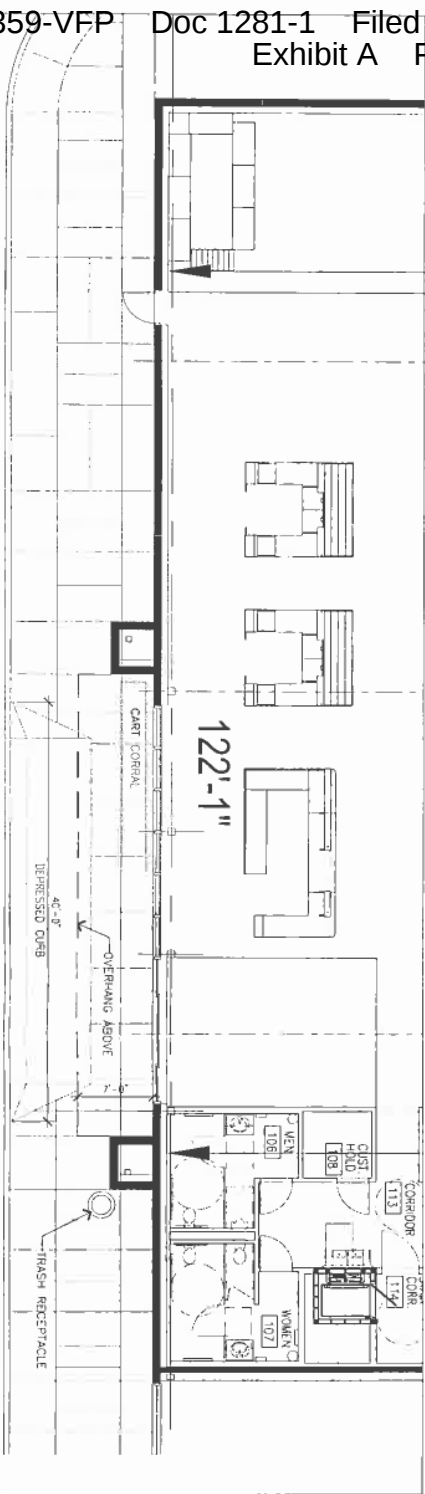 359-VFP Doc 1281-1 Filed
Exhibit A
122'-1"
CART CORRAL
40'-0"
DEPRESSED CURB
OVERHANG ABOVE
7'-0"
MEN
106
CUST.
HOLD
108
CORRIDOR
113
CORR.
114
WOMEN
107
TRASH RECEPTACLE